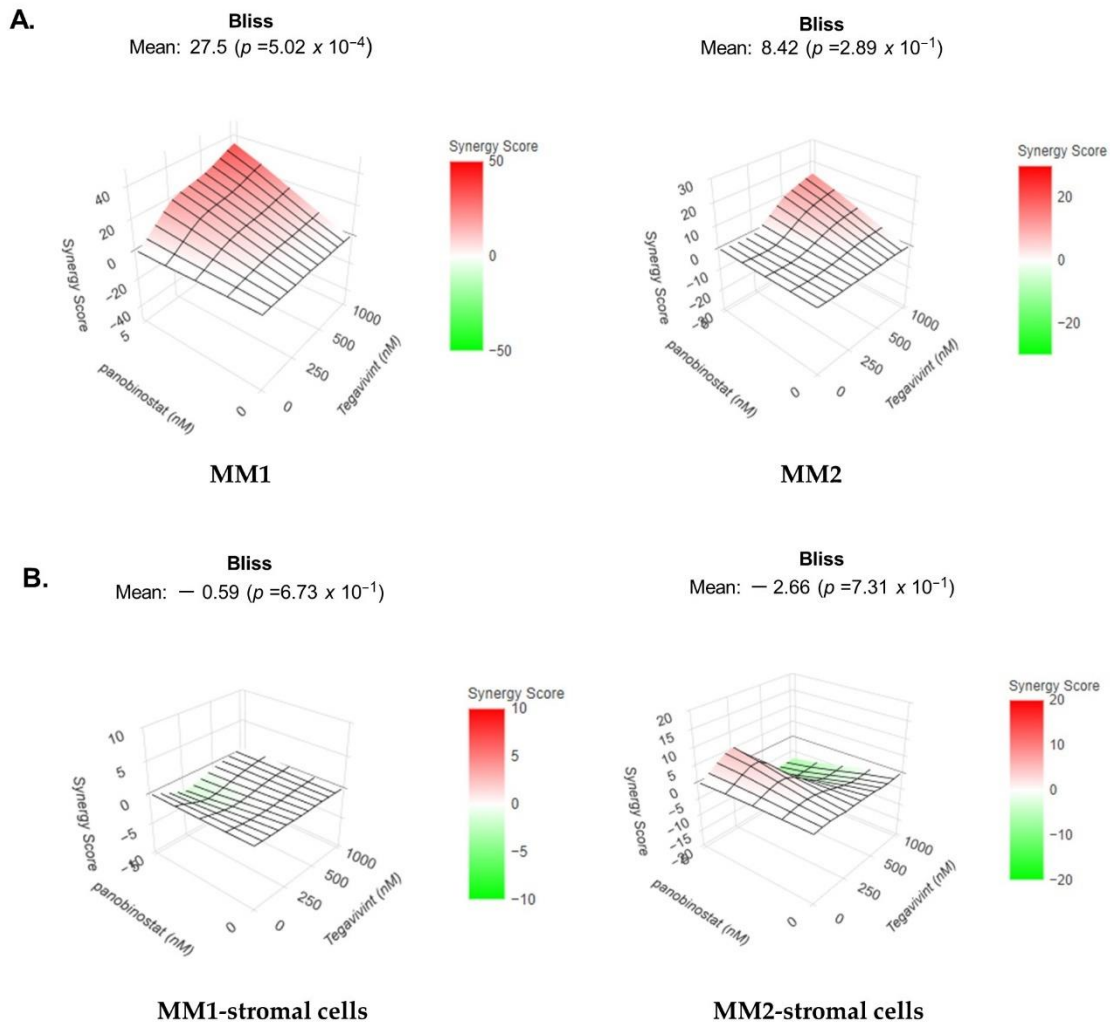 A.
Bliss
Mean: 27.5 (p =5.02 x 10⁻⁴)
Synergy Score
50
0
−50
40
20
0
−20
−40
Synergy Score
5
0
panobinostat (nM)
0
250
500
1000
Tegavivint (nM)
MM1
Bliss
Mean: 8.42 (p =2.89 x 10⁻¹)
Synergy Score
20
0
−20
30
20
10
0
−10
−20
Synergy Score
0
panobinostat (nM)
0
250
500
1000
Tegavivint (nM)
MM2
B.
Bliss
Mean: − 0.59 (p =6.73 x 10⁻¹)
Synergy Score
10
5
0
−5
−10
10
5
0
−5
Synergy Score
0
panobinostat (nM)
0
250
500
1000
Tegavivint (nM)
MM1-stromal cells
Bliss
Mean: − 2.66 (p =7.31 x 10⁻¹)
Synergy Score
20
10
0
−10
−20
20
15
10
5
0
−5
−10
−15
Synergy Score
0
panobinostat (nM)
0
250
500
1000
Tegavivint (nM)
MM2-stromal cells